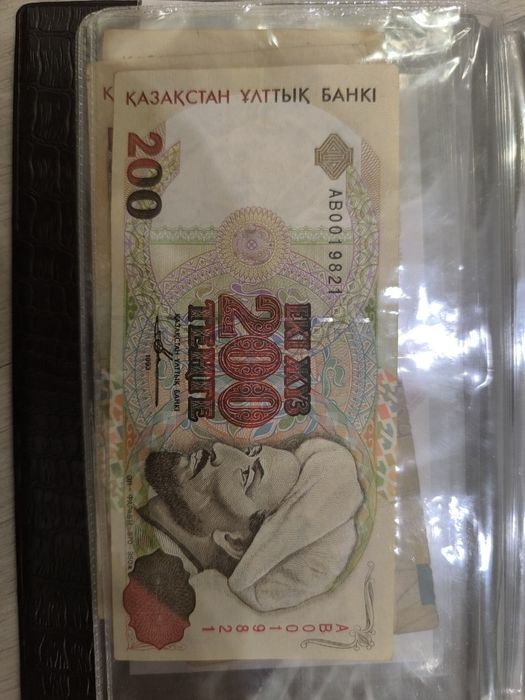 ҚАЗАҚСТАН ҰЛТТЫҚ БАНКІ
200
АВ0019821
ЕКІ ЖҮЗ
200
ТЕҢГЕ
ҚАЗАҚСТАН ҰЛТТЫҚ БАНКІ
1993
АВ0019821